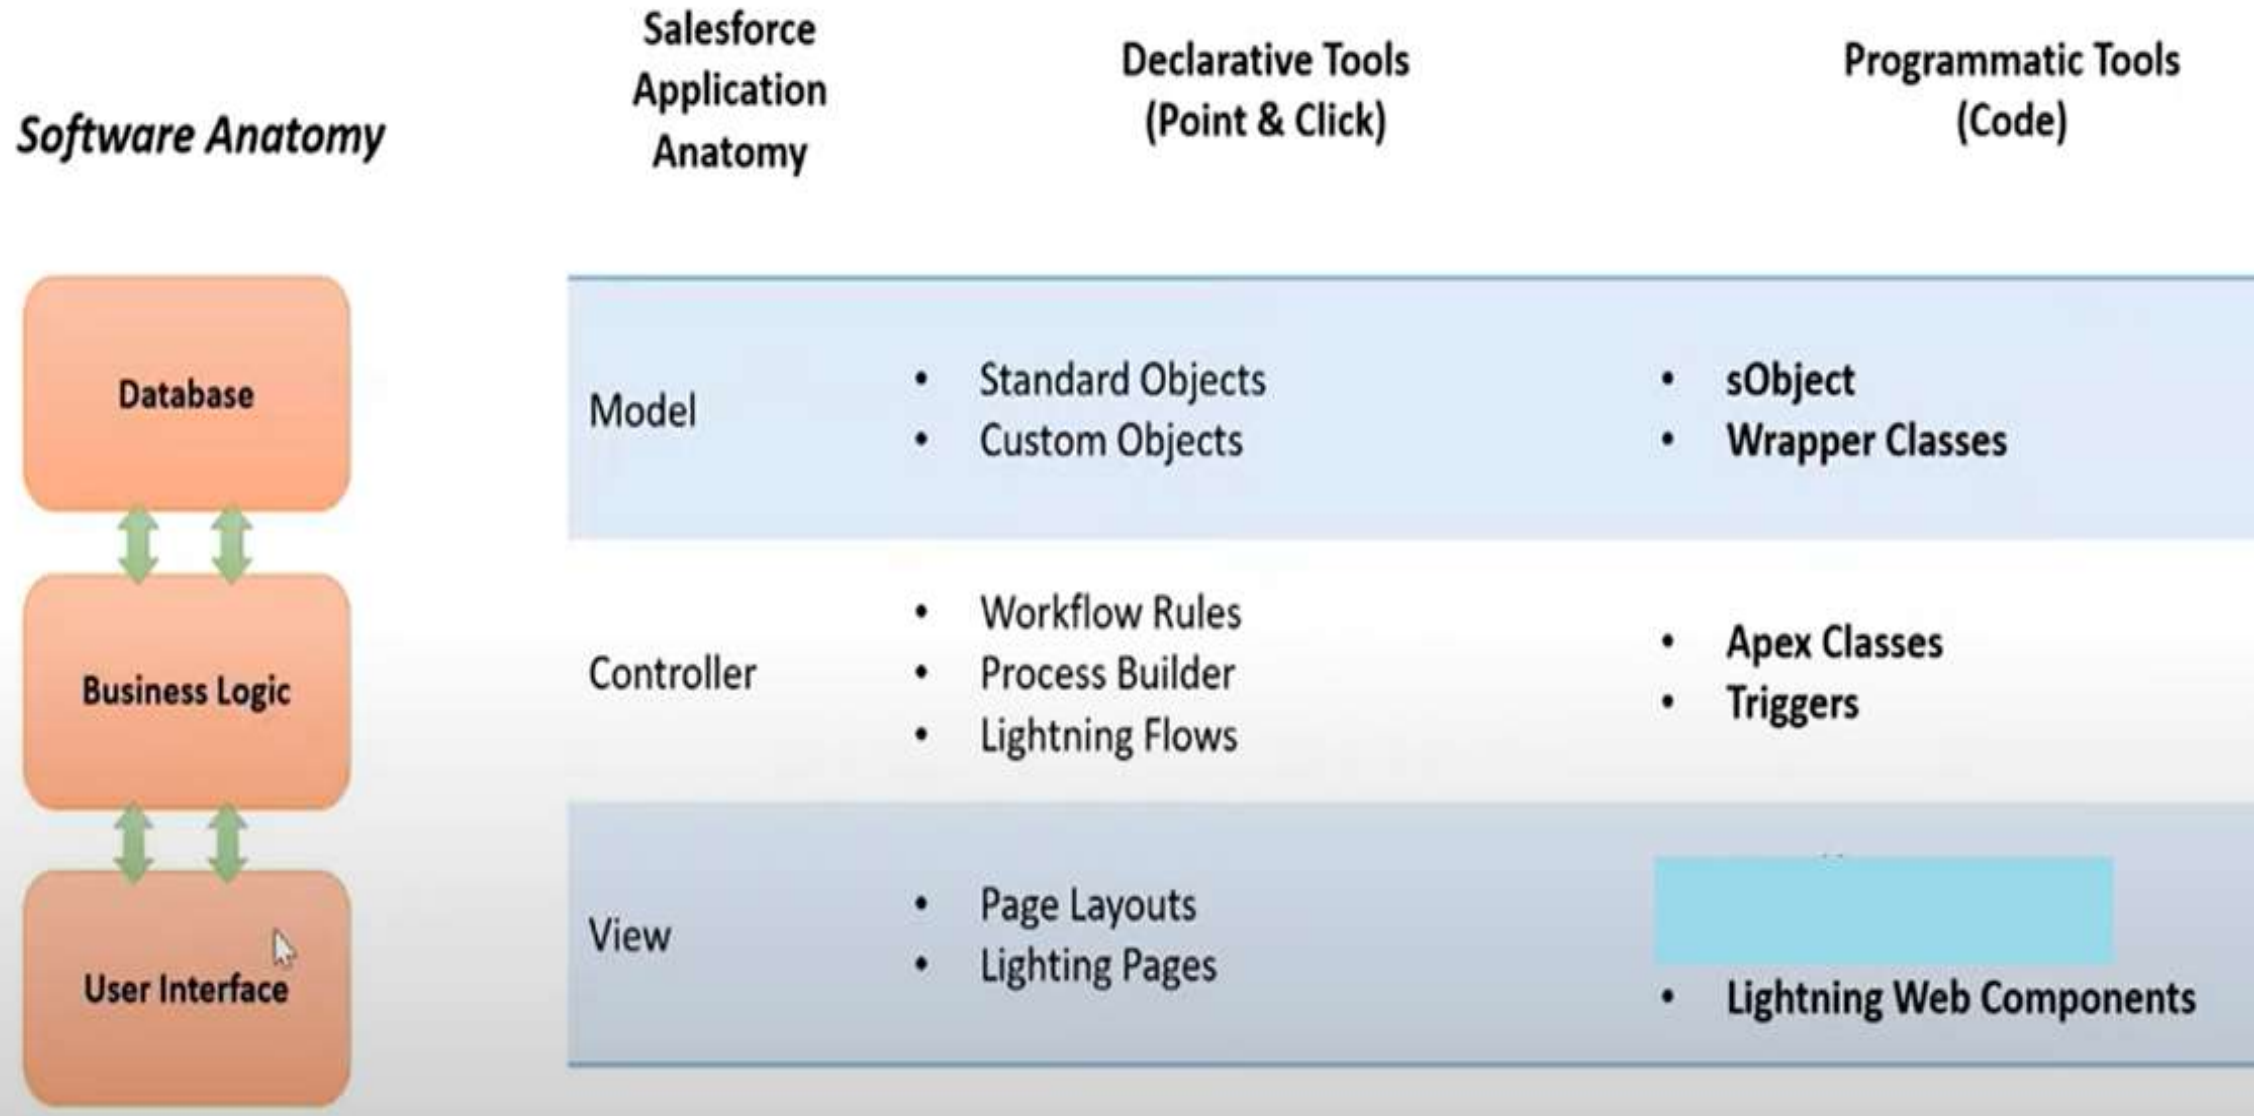 Software Anatomy
Salesforce
Application
Anatomy
Declarative Tools
(Point & Click)
Programmatic Tools
(Code)
Database
Business Logic
User Interface
Model
• Standard Objects
• Custom Objects
• sObject
• Wrapper Classes
Controller
• Workflow Rules
• Process Builder
• Lightning Flows
• Apex Classes
• Triggers
View
• Page Layouts
• Lighting Pages
• Lightning Web Components